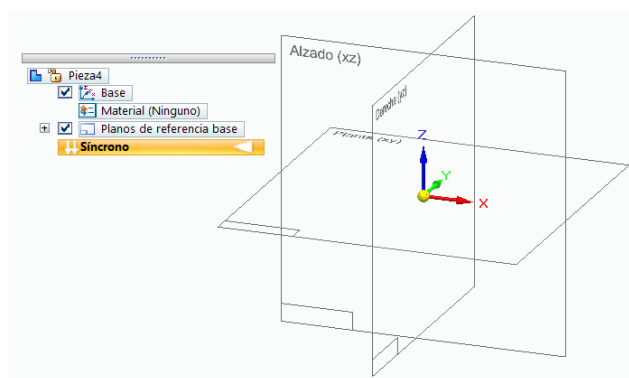 Pieza4
Base
Material (Ninguno)
Planos de referencia base
Síncrono
Alzado (xz)
Derecha (yz)
Planta (xy)
Z
Y
X